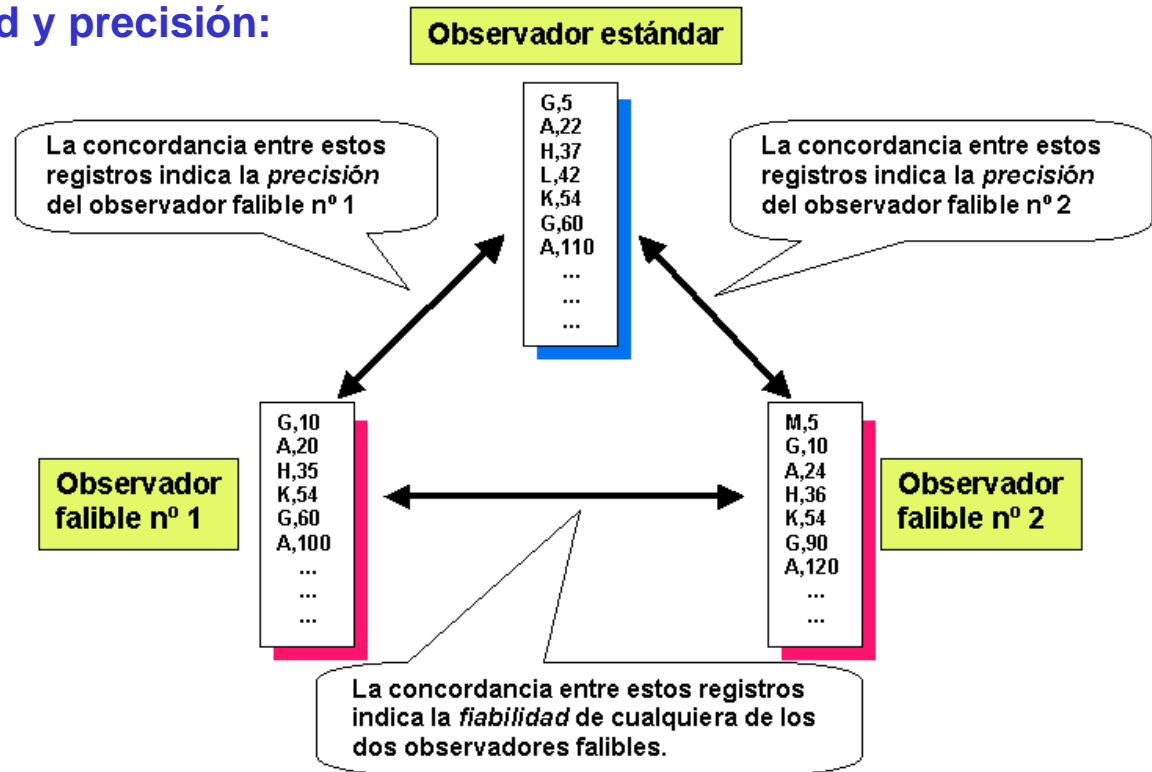 d y precisión:
Observador estándar
G,5
A,22
H,37
L,42
K,54
G,60
A,110
...
...
...
La concordancia entre estos
registros indica la precisión
del observador falible nº 1
La concordancia entre estos
registros indica la precisión
del observador falible nº 2
Observador
falible nº 1
G,10
A,20
H,35
K,54
G,60
A,100
...
...
...
M,5
G,10
A,24
H,36
K,54
G,90
A,120
...
...
Observador
falible nº 2
La concordancia entre estos registros
indica la fiabilidad de cualquiera de los
dos observadores falibles.